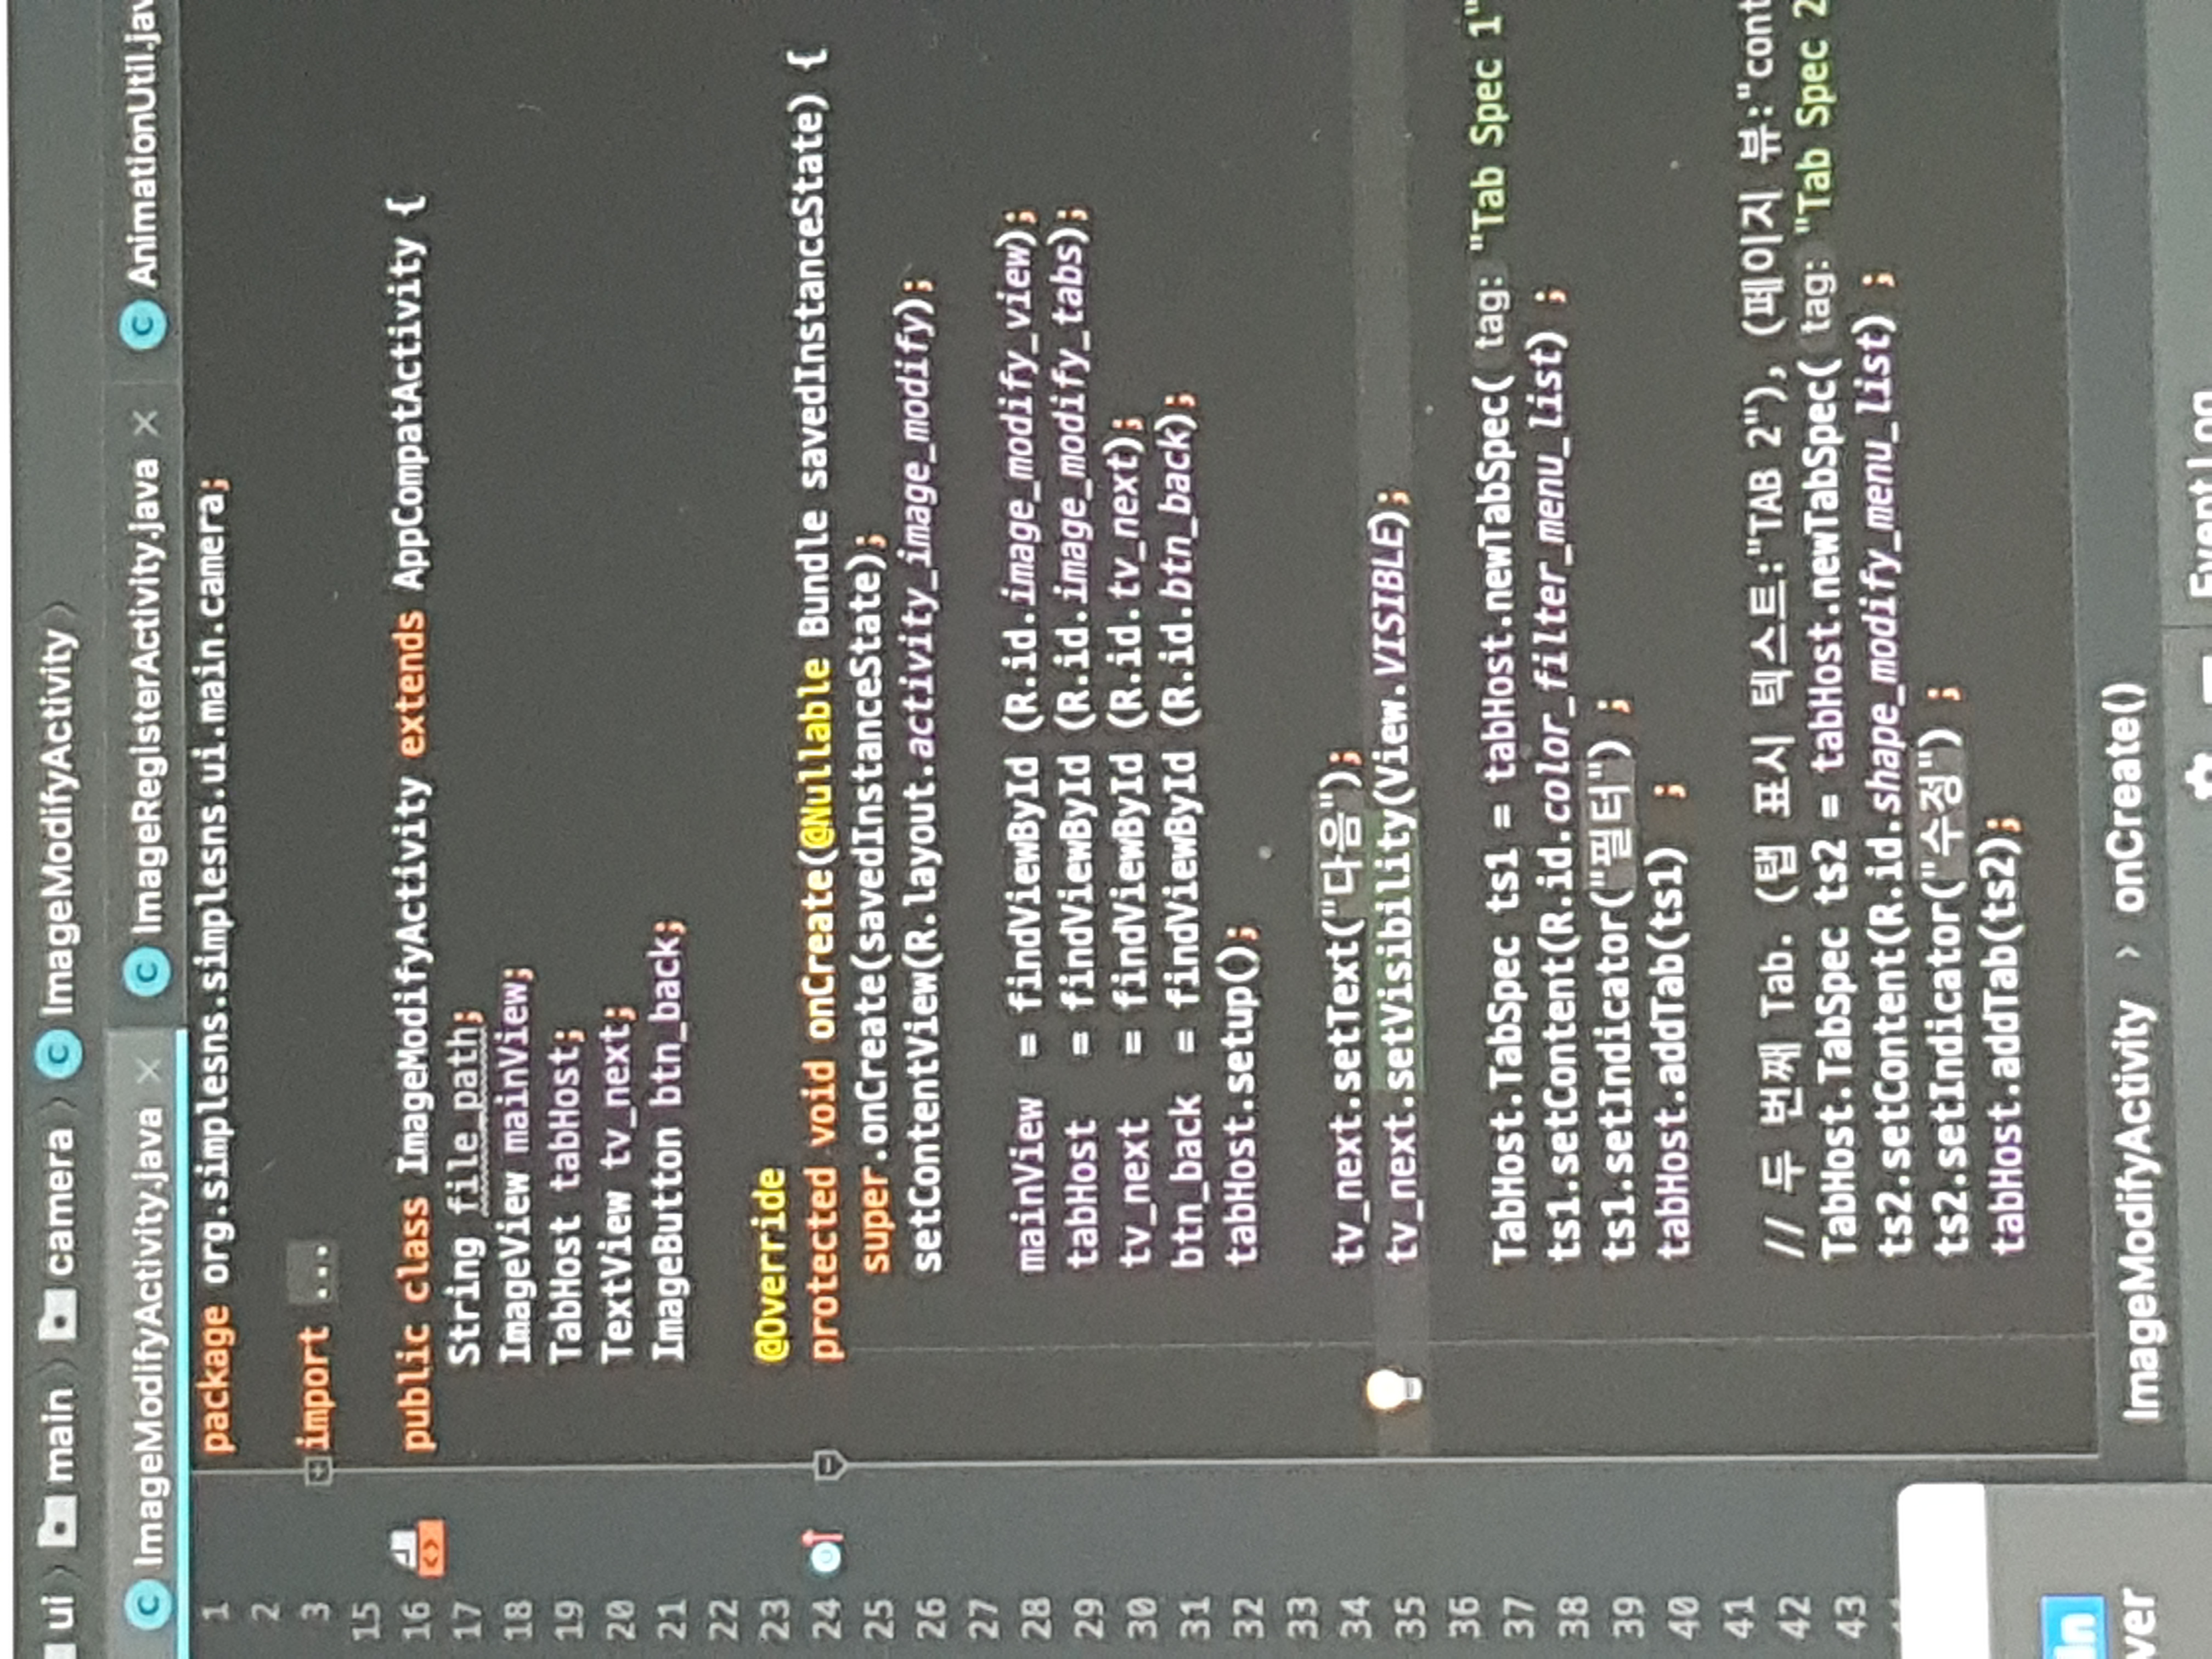 ui main camera ImageModifyActivity
ImageModifyActivity.java ImageRegisterActivity.java AnimationUtil.jav
1 package org.simplesns.simplesns.ui.main.camera;
2
3 import ...
15
16 public class ImageModifyActivity extends AppCompatActivity {
17 String file_path;
18 ImageView mainView;
19 TabHost tabHost;
20 TextView tv_next;
21 ImageButton btn_back;
22
23 @Override
24 protected void onCreate(@Nullable Bundle savedInstanceState) {
25 super.onCreate(savedInstanceState);
26 setContentView(R.layout.activity_image_modify);
27
28 mainView = findViewById (R.id.image_modify_view);
29 tabHost = findViewById (R.id.image_modify_tabs);
30 tv_next = findViewById (R.id.tv_next);
31 btn_back = findViewById (R.id.btn_back);
32 tabHost.setup();
33
34 tv_next.setText("다음");
35 tv_next.setVisibility(View.VISIBLE);
36
37 TabHost.TabSpec ts1 = tabHost.newTabSpec( tag: "Tab Spec 1"
38 ts1.setContent(R.id.color_filter_menu_list) ;
39 ts1.setIndicator("필터") ;
40 tabHost.addTab(ts1) ;
41
42 // 두 번째 Tab. (탭 표시 텍스트:"TAB 2"), (페이지 뷰:"cont
43 TabHost.TabSpec ts2 = tabHost.newTabSpec( tag: "Tab Spec 2
ts2.setContent(R.id.shape_modify_menu_list) ;
ts2.setIndicator("수정") ;
tabHost.addTab(ts2);
In
ver
ImageModifyActivity › onCreate()
Event Log